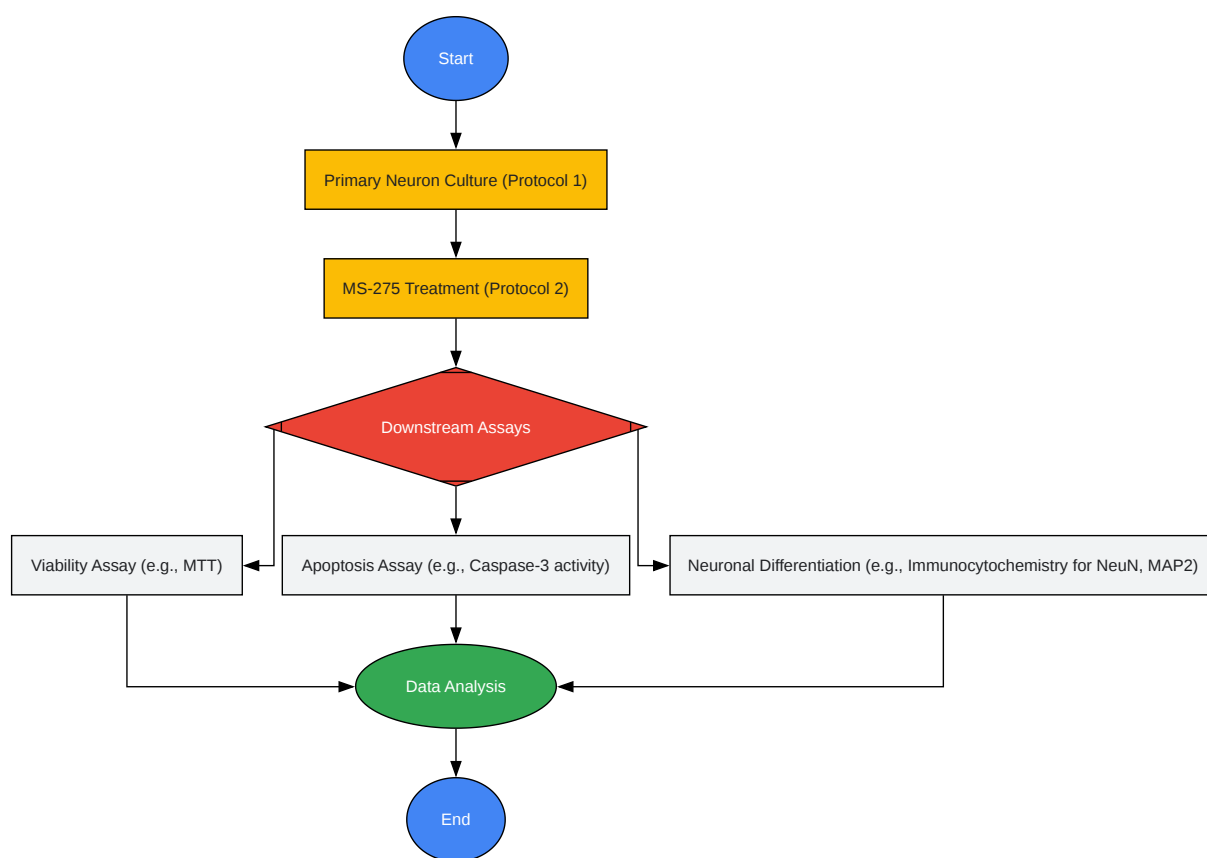 Start
Primary Neuron Culture (Protocol 1)
MS-275 Treatment (Protocol 2)
Downstream Assays
Viability Assay (e.g., MTT)
Apoptosis Assay (e.g., Caspase-3 activity)
Neuronal Differentiation (e.g., Immunocytochemistry for NeuN, MAP2)
Data Analysis
End